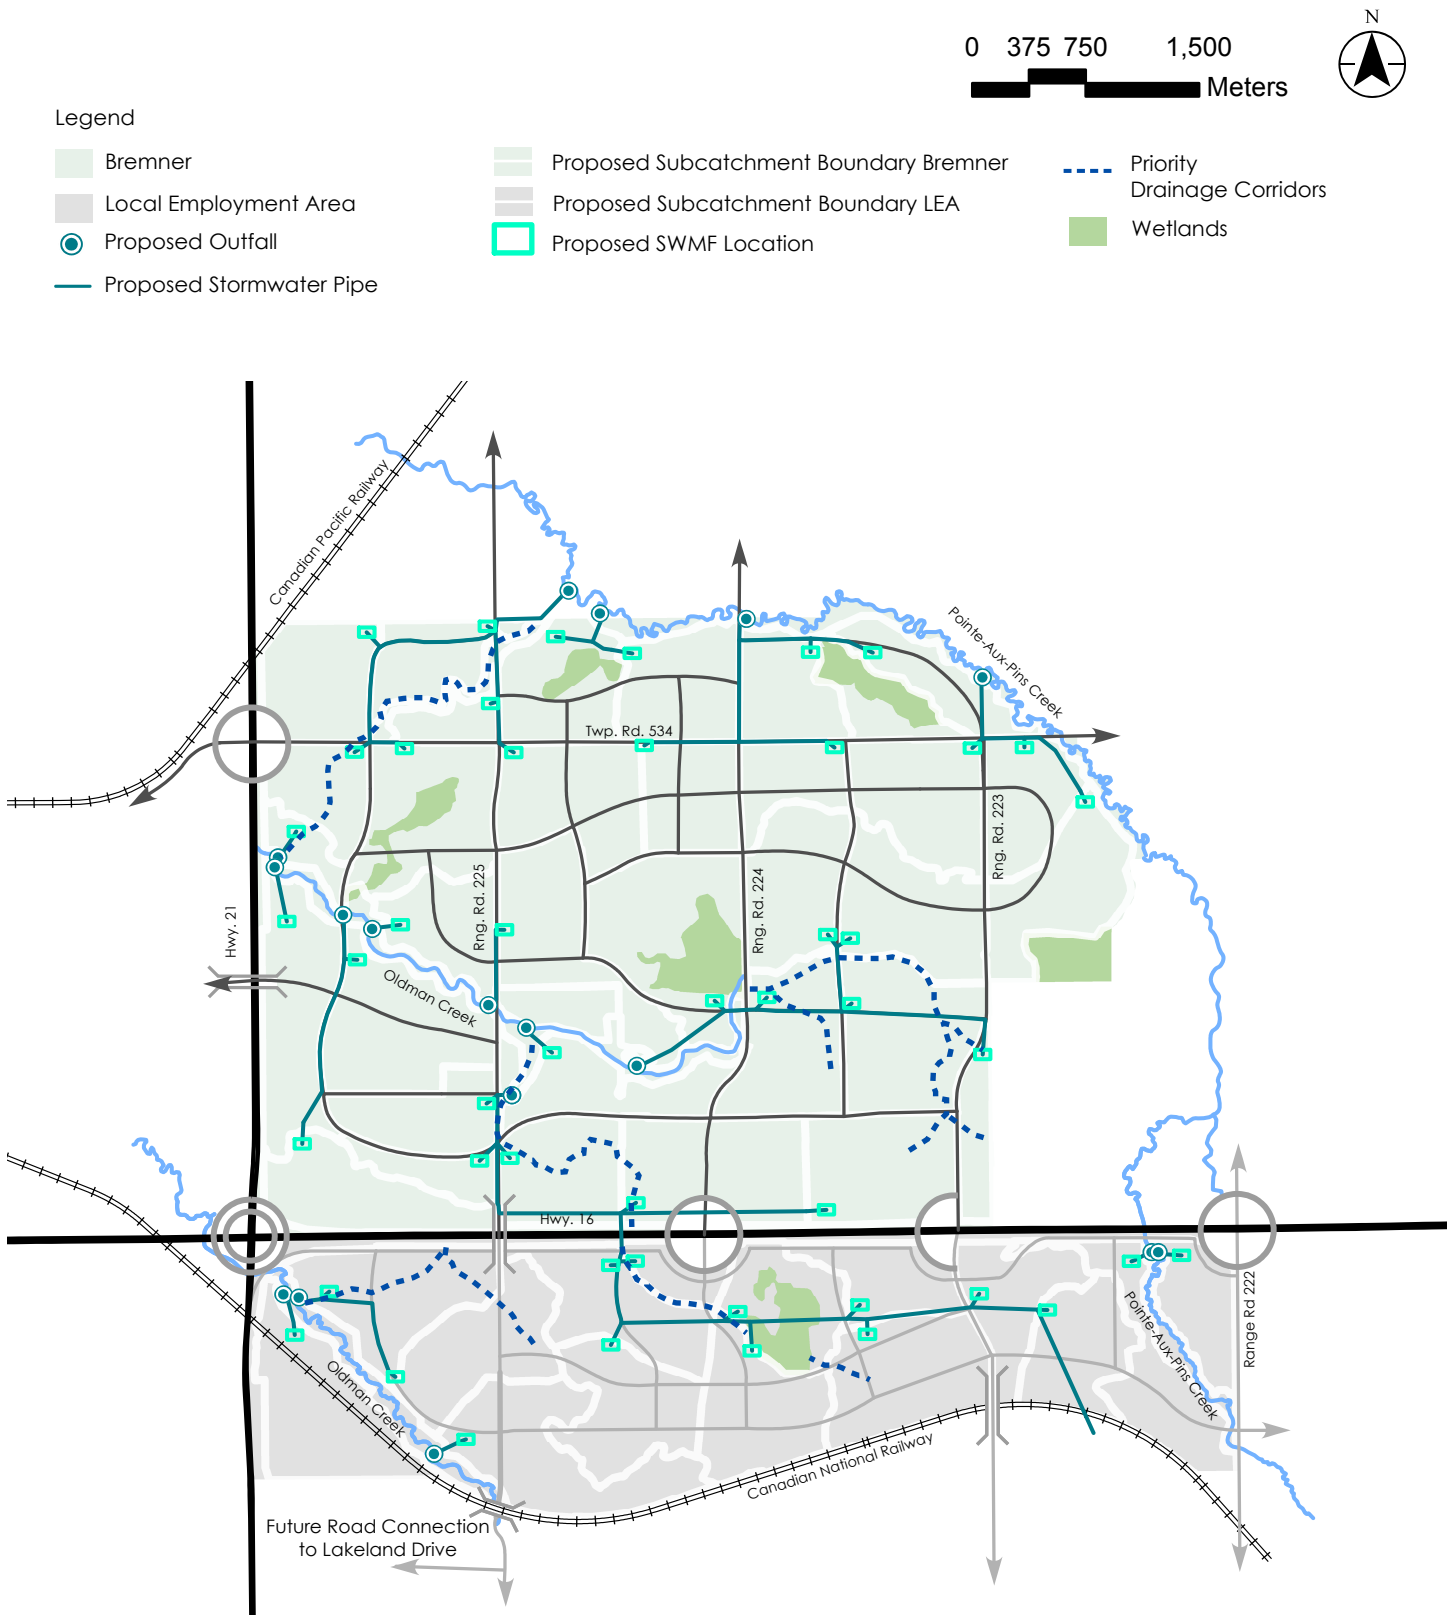 N
0 375 750 1,500
Meters
Legend
Bremner
Local Employment Area
Proposed Outfall
Proposed Stormwater Pipe
Proposed Subcatchment Boundary Bremner
Proposed Subcatchment Boundary LEA
Proposed SWMF Location
Priority
Drainage Corridors
Wetlands
Canadian Pacific Railway
Pointe-Aux-Pins Creek
Twp. Rd. 534
Rng. Rd. 223
Rng. Rd. 225
Rng. Rd. 224
Hwy. 21
Oldman Creek
Hwy. 16
Range Rd 222
Pointe-Aux-Pins Creek
Oldman Creek
Canadian National Railway
Future Road Connection
to Lakeland Drive